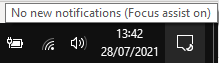 No new notifications (Focus assist on)
13:42
28/07/2021